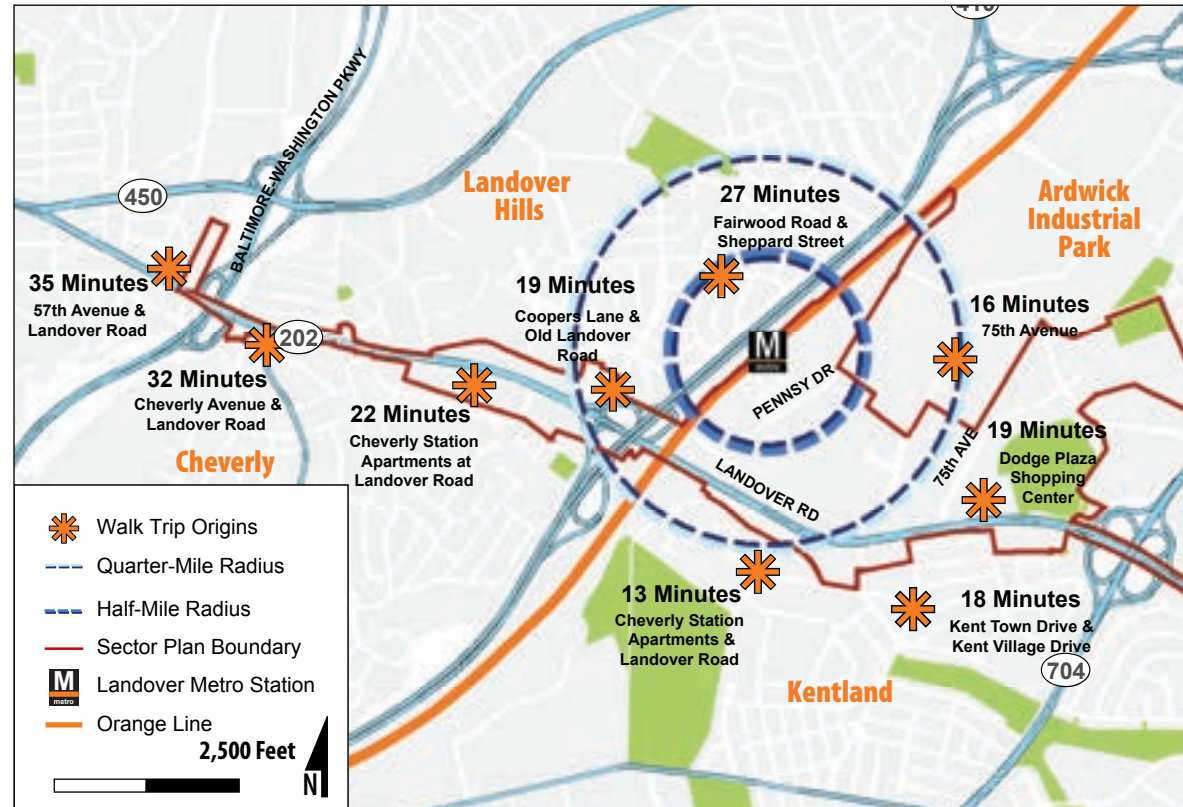 410
BALTIMORE-WASHINGTON PKWY
450
Landover
Hills
27 Minutes
Fairwood Road &
Sheppard Street
Ardwick
Industrial
Park
35 Minutes
57th Avenue &
Landover Road
19 Minutes
Coopers Lane &
Old Landover
Road
16 Minutes
75th Avenue
202
M
metro
PENNSY DR
32 Minutes
Cheverly Avenue &
Landover Road
22 Minutes
Cheverly Station
Apartments at
Landover Road
Cheverly
LANDOVER RD
75th AVE
19 Minutes
Dodge Plaza
Shopping
Center
13 Minutes
Cheverly Station
Apartments &
Landover Road
18 Minutes
Kent Town Drive &
Kent Village Drive
704
Kentland
Walk Trip Origins
Quarter-Mile Radius
Half-Mile Radius
Sector Plan Boundary
M
metro
Landover Metro Station
Orange Line
2,500 Feet
N